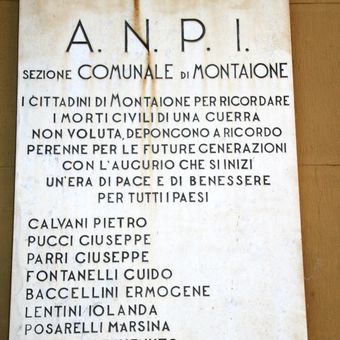 A. N. P. I.
SEZIONE COMUNALE DI MONTAIONE
I CITTADINI DI MONTAIONE PER RICORDARE
I MORTI CIVILI DI UNA GUERRA
NON VOLUTA, DEPONGONO A RICORDO
PERENNE PER LE FUTURE GENERAZIONI
CON L'AUGURIO CHE SI INIZI
UN'ERA DI PACE E DI BENESSERE
PER TUTTI I PAESI
CALVANI PIETRO
PUCCI GIUSEPPE
PARRI GIUSEPPE
FONTANELLI GUIDO
BACCELLINI ERMOGENE
LENTINI IOLANDA
POSARELLI MARSINA